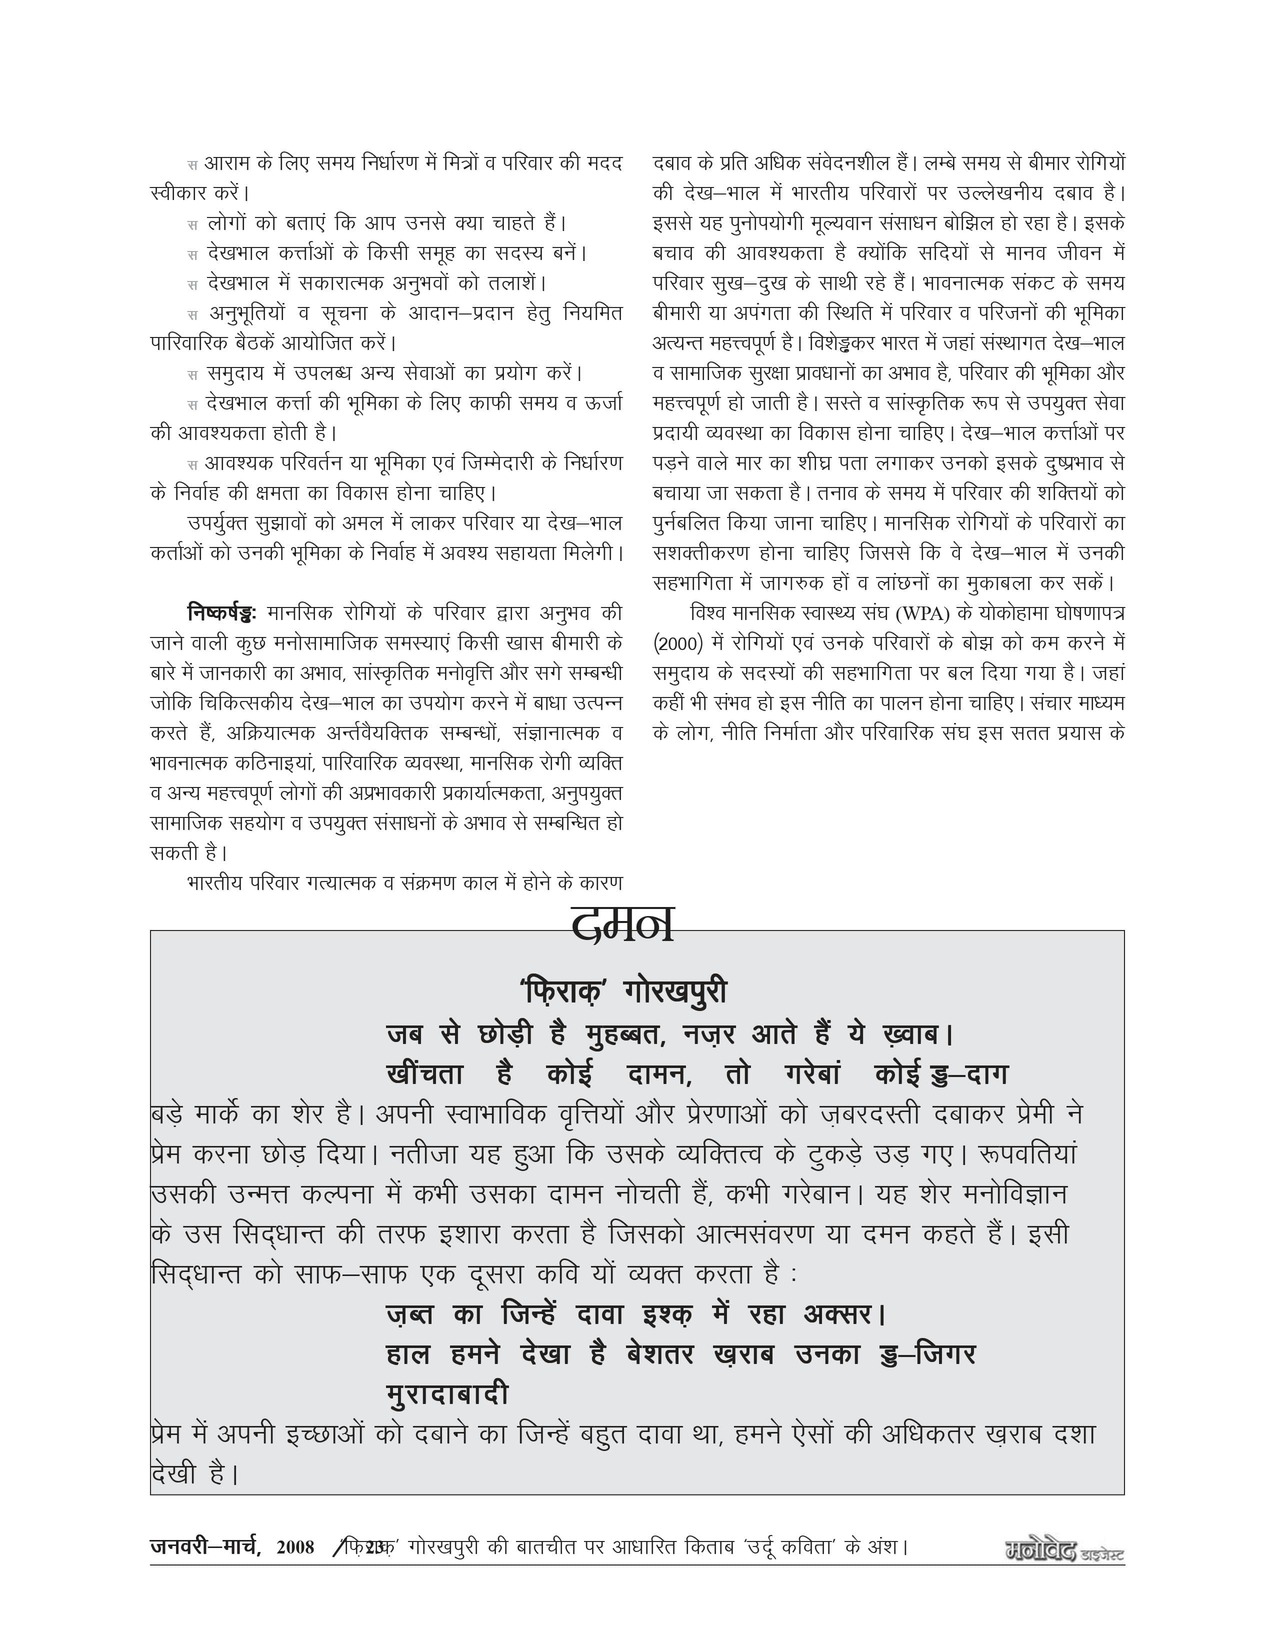 स आराम के लिए समय निर्धारण में मित्रों व परिवार की मदद
स्वीकार करें।
स लोगों को बताएं कि आप उनसे क्या चाहते हैं।
स देखभाल कर्त्ताओं के किसी समूह का सदस्य बनें।
स देखभाल में सकारात्मक अनुभवों को तलाशें।
स अनुभूतियों व सूचना के आदान–प्रदान हेतु नियमित
पारिवारिक बैठकें आयोजित करें।
स समुदाय में उपलब्ध अन्य सेवाओं का प्रयोग करें।
स देखभाल कर्त्ता की भूमिका के लिए काफी समय व ऊर्जा
की आवश्यकता होती है।
स आवश्यक परिवर्तन या भूमिका एवं जिम्मेदारी के निर्धारण
के निर्वाह की क्षमता का विकास होना चाहिए।
उपर्युक्त सुझावों को अमल में लाकर परिवार या देख–भाल
कर्ताओं को उनकी भूमिका के निर्वाह में अवश्य सहायता मिलेगी।
निष्कर्षड्ढ: मानसिक रोगियों के परिवार द्वारा अनुभव की
जाने वाली कुछ मनोसामाजिक समस्याएं किसी खास बीमारी के
बारे में जानकारी का अभाव, सांस्कृतिक मनोवृत्ति और सगे सम्बन्धी
जोकि चिकित्सकीय देख–भाल का उपयोग करने में बाधा उत्पन्न
करते हैं, अक्रियात्मक अर्न्तवैयक्तिक सम्बन्धों, संज्ञानात्मक व
भावनात्मक कठिनाइयां, पारिवारिक व्यवस्था, मानसिक रोगी व्यक्ति
व अन्य महत्त्वपूर्ण लोगों की अप्रभावकारी प्रकार्यात्मकता, अनुपयुक्त
सामाजिक सहयोग व उपयुक्त संसाधनों के अभाव से सम्बन्धित हो
सकती है।
भारतीय परिवार गत्यात्मक व संक्रमण काल में होने के कारण
दबाव के प्रति अधिक संवेदनशील हैं। लम्बे समय से बीमार रोगियों
की देख–भाल में भारतीय परिवारों पर उल्लेखनीय दबाव है।
इससे यह पुनोपयोगी मूल्यवान संसाधन बोझिल हो रहा है। इसके
बचाव की आवश्यकता है क्योंकि सदियों से मानव जीवन में
परिवार सुख–दुख के साथी रहे हैं। भावनात्मक संकट के समय
बीमारी या अपंगता की स्थिति में परिवार व परिजनों की भूमिका
अत्यन्त महत्त्वपूर्ण है। विशेड्ढकर भारत में जहां संस्थागत देख–भाल
व सामाजिक सुरक्षा प्रावधानों का अभाव है, परिवार की भूमिका और
महत्त्वपूर्ण हो जाती है। सस्ते व सांस्कृतिक रूप से उपयुक्त सेवा
प्रदायी व्यवस्था का विकास होना चाहिए। देख–भाल कर्त्ताओं पर
पड़ने वाले मार का शीघ्र पता लगाकर उनको इसके दुष्प्रभाव से
बचाया जा सकता है। तनाव के समय में परिवार की शक्तियों को
पुर्नबलित किया जाना चाहिए। मानसिक रोगियों के परिवारों का
सशक्तीकरण होना चाहिए जिससे कि वे देख–भाल में उनकी
सहभागिता में जागरुक हों व लांछनों का मुकाबला कर सकें।
विश्व मानसिक स्वास्थ्य संघ (WPA) के योकोहामा घोषणापत्र
(2000) में रोगियों एवं उनके परिवारों के बोझ को कम करने में
समुदाय के सदस्यों की सहभागिता पर बल दिया गया है। जहां
कहीं भी संभव हो इस नीति का पालन होना चाहिए। संचार माध्यम
के लोग, नीति निर्माता और परिवारिक संघ इस सतत प्रयास के
दमन
‘फ़िराक़’ गोरखपुरी
जब से छोड़ी है मुहब्बत, नज़र आते हैं ये ख़्वाब।
खींचता है कोई दामन, तो गरेबां कोई ड्ड–दाग
बड़े मार्के का शेर है। अपनी स्वाभाविक वृत्तियों और प्रेरणाओं को ज़बरदस्ती दबाकर प्रेमी ने
प्रेम करना छोड़ दिया। नतीजा यह हुआ कि उसके व्यक्तित्व के टुकड़े उड़ गए। रूपवतियां
उसकी उन्मत्त कल्पना में कभी उसका दामन नोचती हैं, कभी गरेबान। यह शेर मनोविज्ञान
के उस सिद्धान्त की तरफ इशारा करता है जिसको आत्मसंवरण या दमन कहते हैं। इसी
सिद्धान्त को साफ–साफ एक दूसरा कवि यों व्यक्त करता है :
ज़ब्त का जिन्हें दावा इश्क़ में रहा अक्सर।
हाल हमने देखा है बेशतर ख़राब उनका ड्ड–जिगर
मुरादाबादी
प्रेम में अपनी इच्छाओं को दबाने का जिन्हें बहुत दावा था, हमने ऐसों की अधिकतर ख़राब दशा
देखी है।
जनवरी–मार्च, 2008 / 23 ‘फ़िराक़’ गोरखपुरी की बातचीत पर आधारित किताब ‘उर्दू कविता’ के अंश। मनोवेद डाइजेस्ट